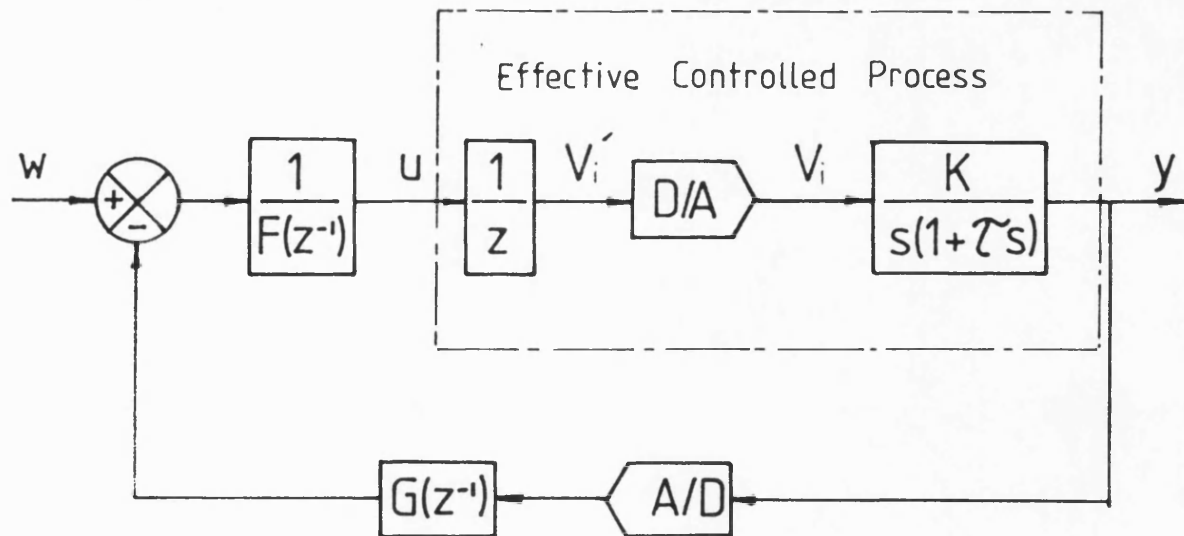 Effective Controlled Process
w
+
-
1
F(z⁻¹)
u
1
z
Vᵢ′
D/A
Vᵢ
K
s(1+τs)
y
G(z⁻¹)
A/D